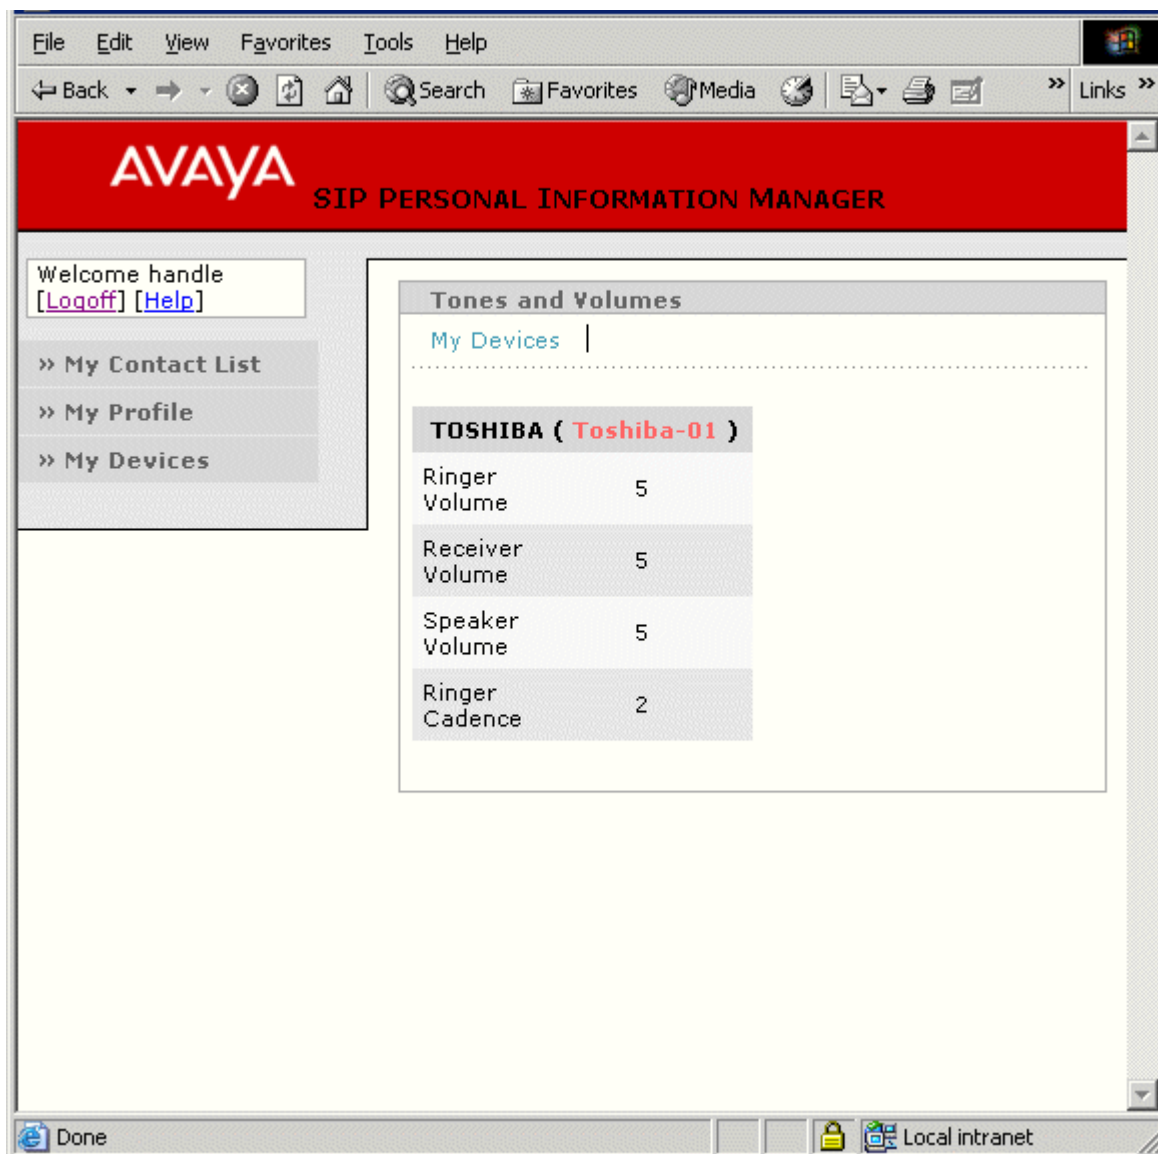 File Edit View Favorites Tools Help
Back Search Favorites Media » Links »
AVAYA
SIP PERSONAL INFORMATION MANAGER
Welcome handle
[Logoff] [Help]
» My Contact List
» My Profile
» My Devices
Tones and Volumes
My Devices |
TOSHIBA ( Toshiba-01 )
Ringer
Volume
5
Receiver
Volume
5
Speaker
Volume
5
Ringer
Cadence
2
Done
Local intranet